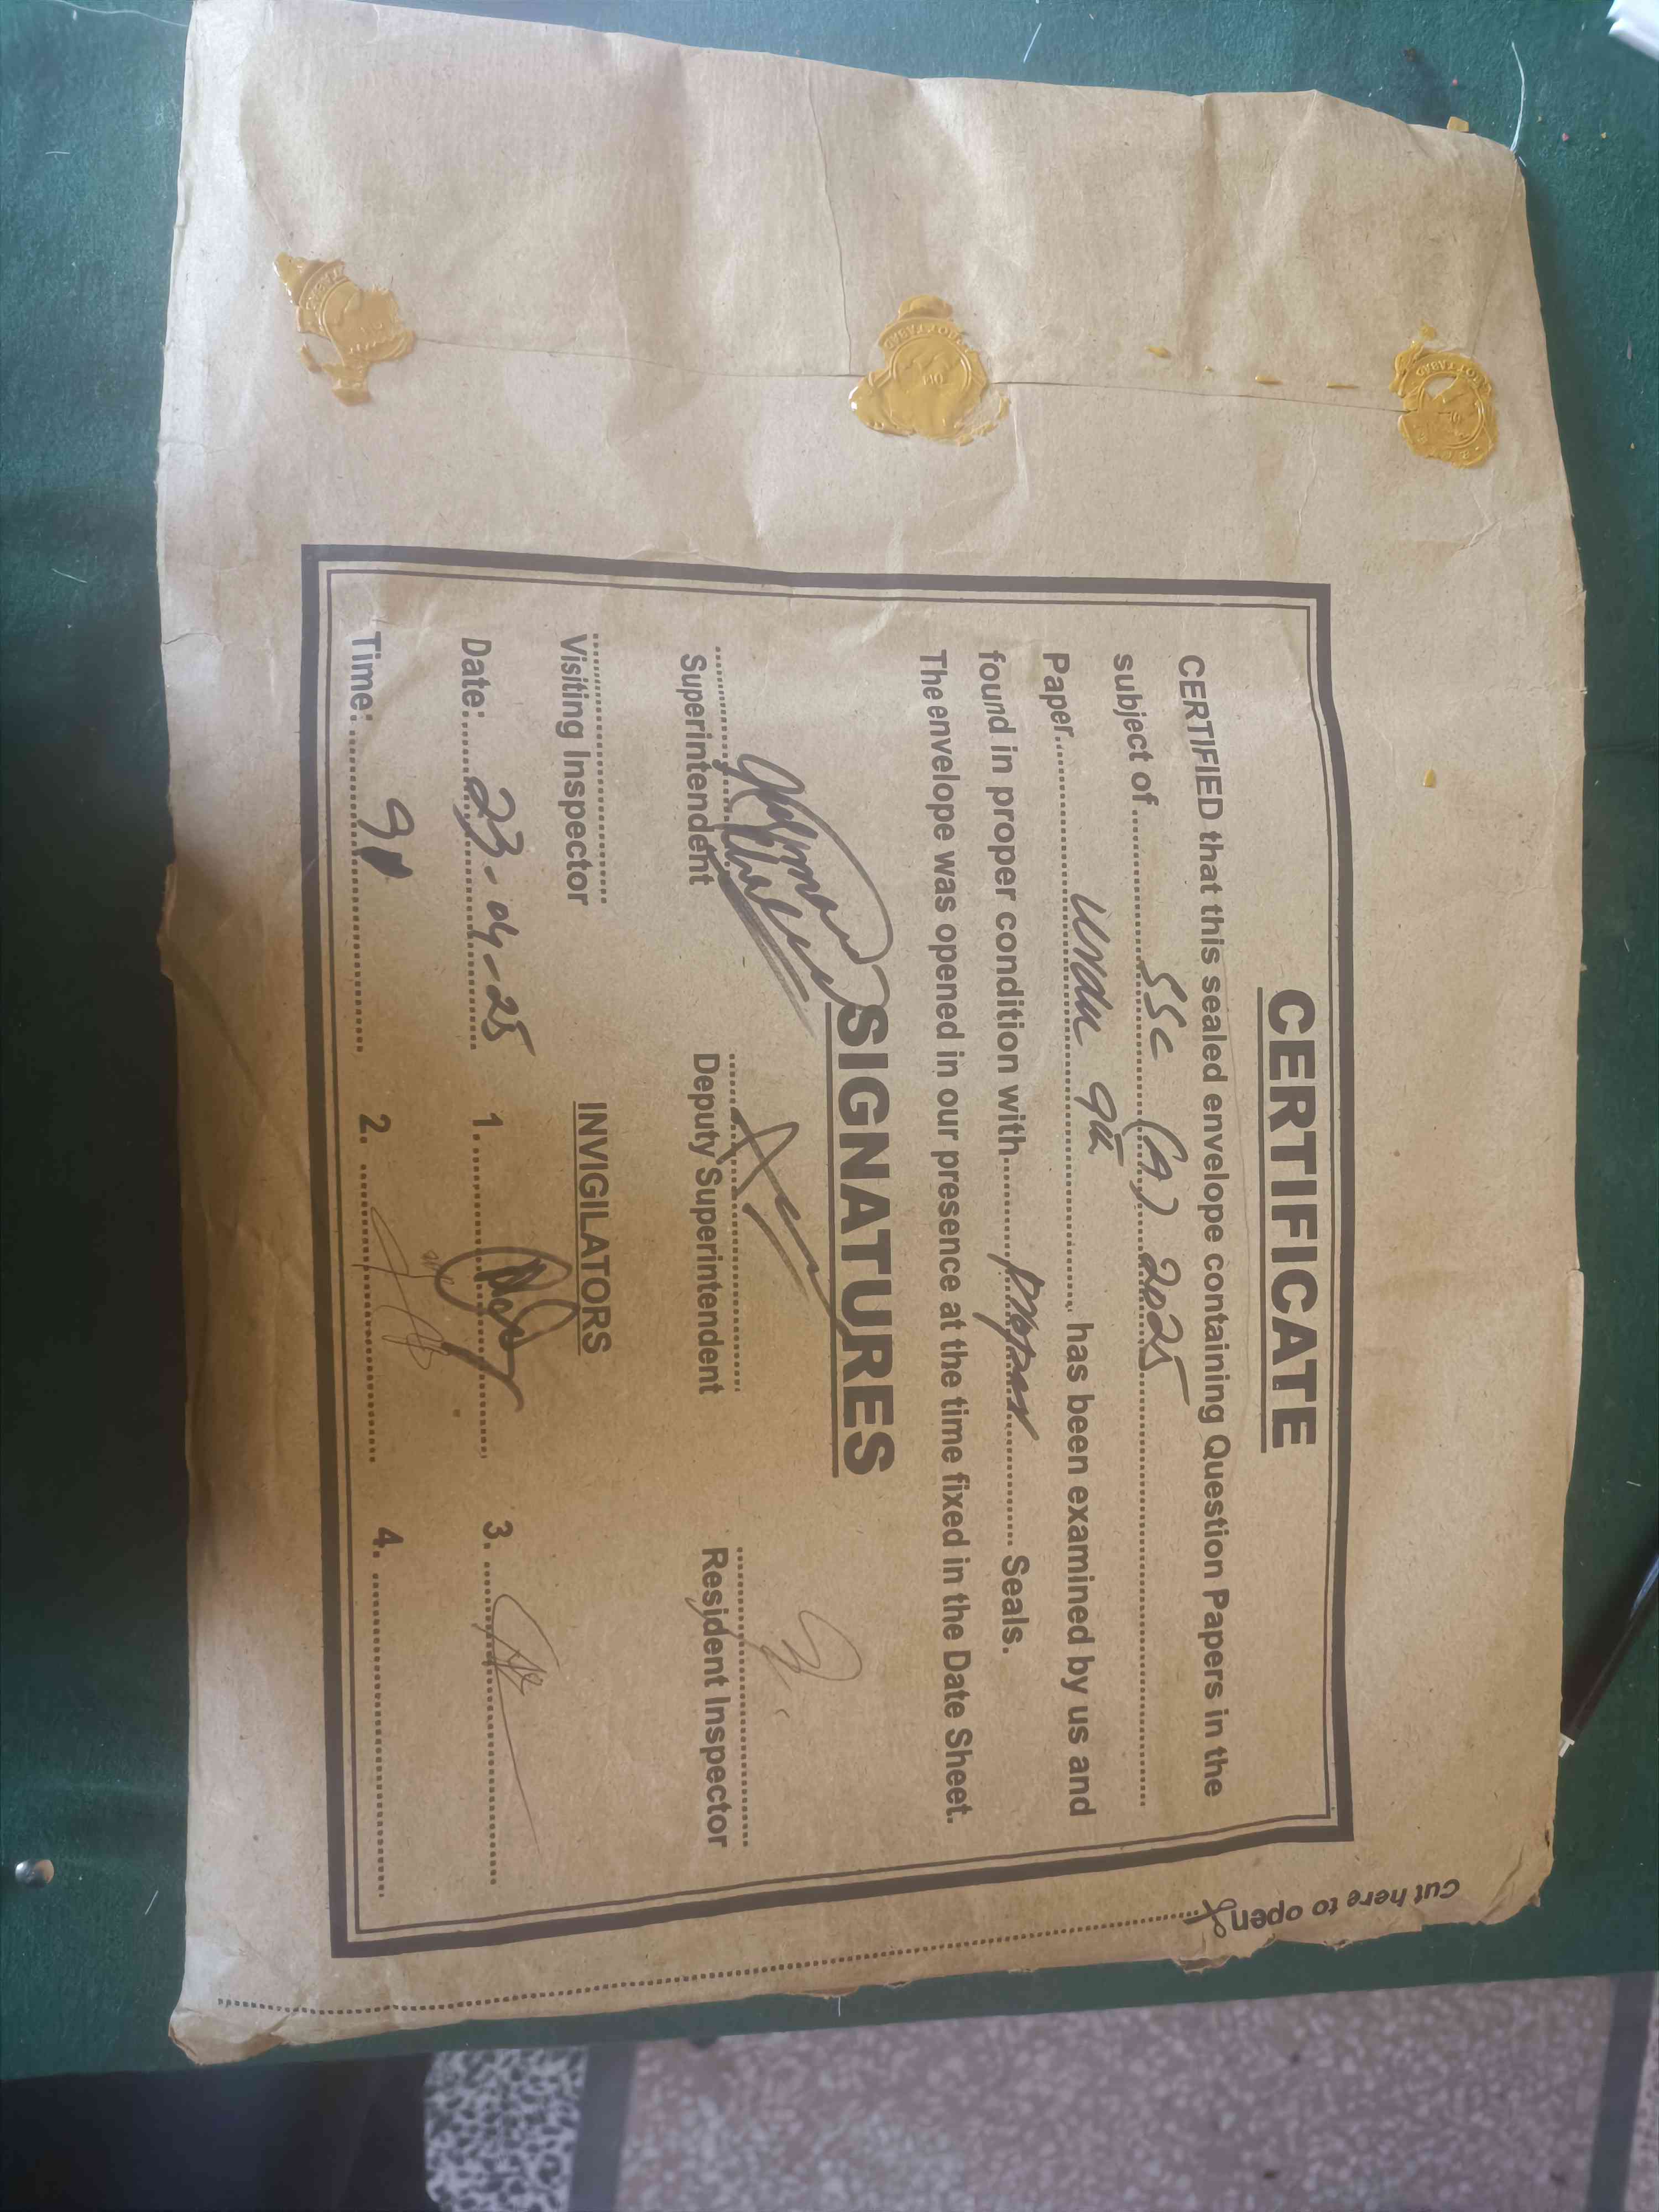 CERTIFICATE
CERTIFIED that this sealed envelope containing Question Papers in the
subject of SSC (A) 2025
Paper Urdu 9th, has been examined by us and
found in proper condition with proper Seals.
The envelope was opened in our presence at the time fixed in the Date Sheet.
SIGNATURES
Superintendent Deputy Superintendent Resident Inspector
Visiting Inspector
INVIGILATORS
Date: 23-04-25 1. 3.
Time: 9 2. 4.
Cut here to open